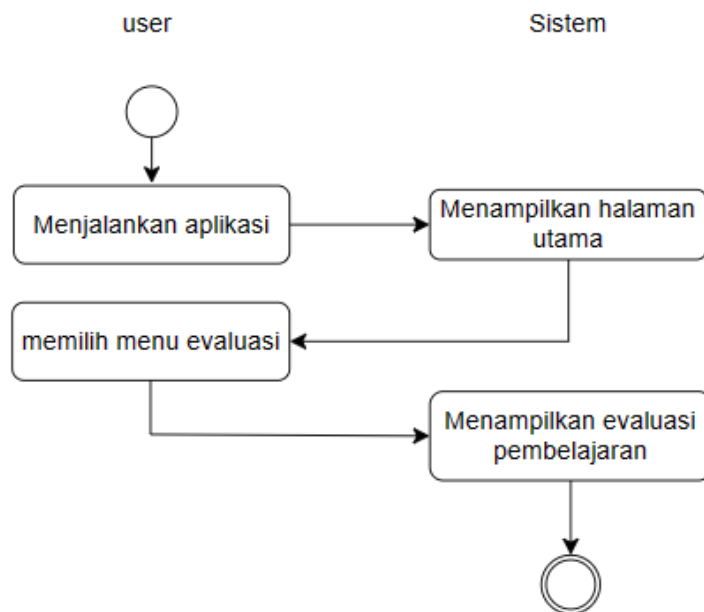 user
Sistem
Menjalankan aplikasi
Menampilkan halaman
utama
memilih menu evaluasi
Menampilkan evaluasi
pembelajaran